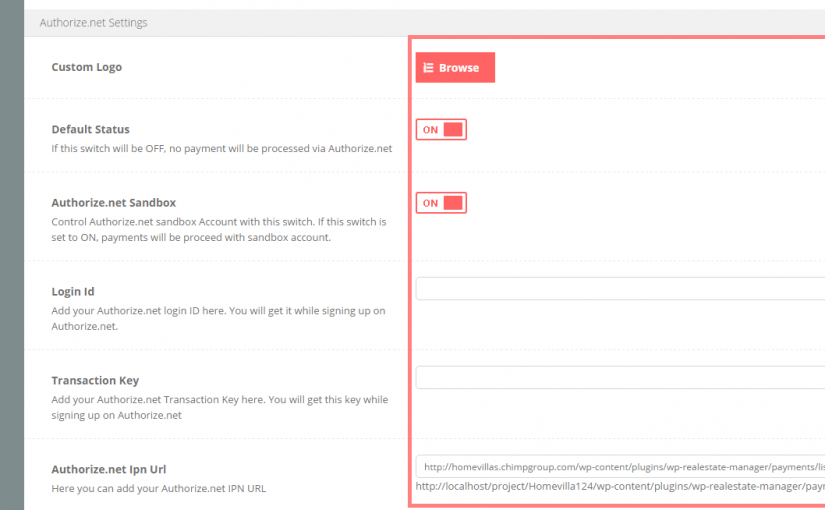 Authorize.net Settings
Custom Logo
Browse
Default Status
If this switch will be OFF, no payment will be processed via Authorize.net
ON
Authorize.net Sandbox
Control Authorize.net sandbox Account with this switch. If this switch is
set to ON, payments will be proceed with sandbox account.
ON
Login Id
Add your Authorize.net login ID here. You will get it while signing up on
Authorize.net.
Transaction Key
Add your Authorize.net Transaction Key here. You will get this key while
signing up on Authorize.net
Authorize.net Ipn Url
Here you can add your Authorize.net IPN URL
http://homevillas.chimpgroup.com/wp-content/plugins/wp-realestate-manager/payments/lis
http://localhost/project/Homevilla124/wp-content/plugins/wp-realestate-manager/payr